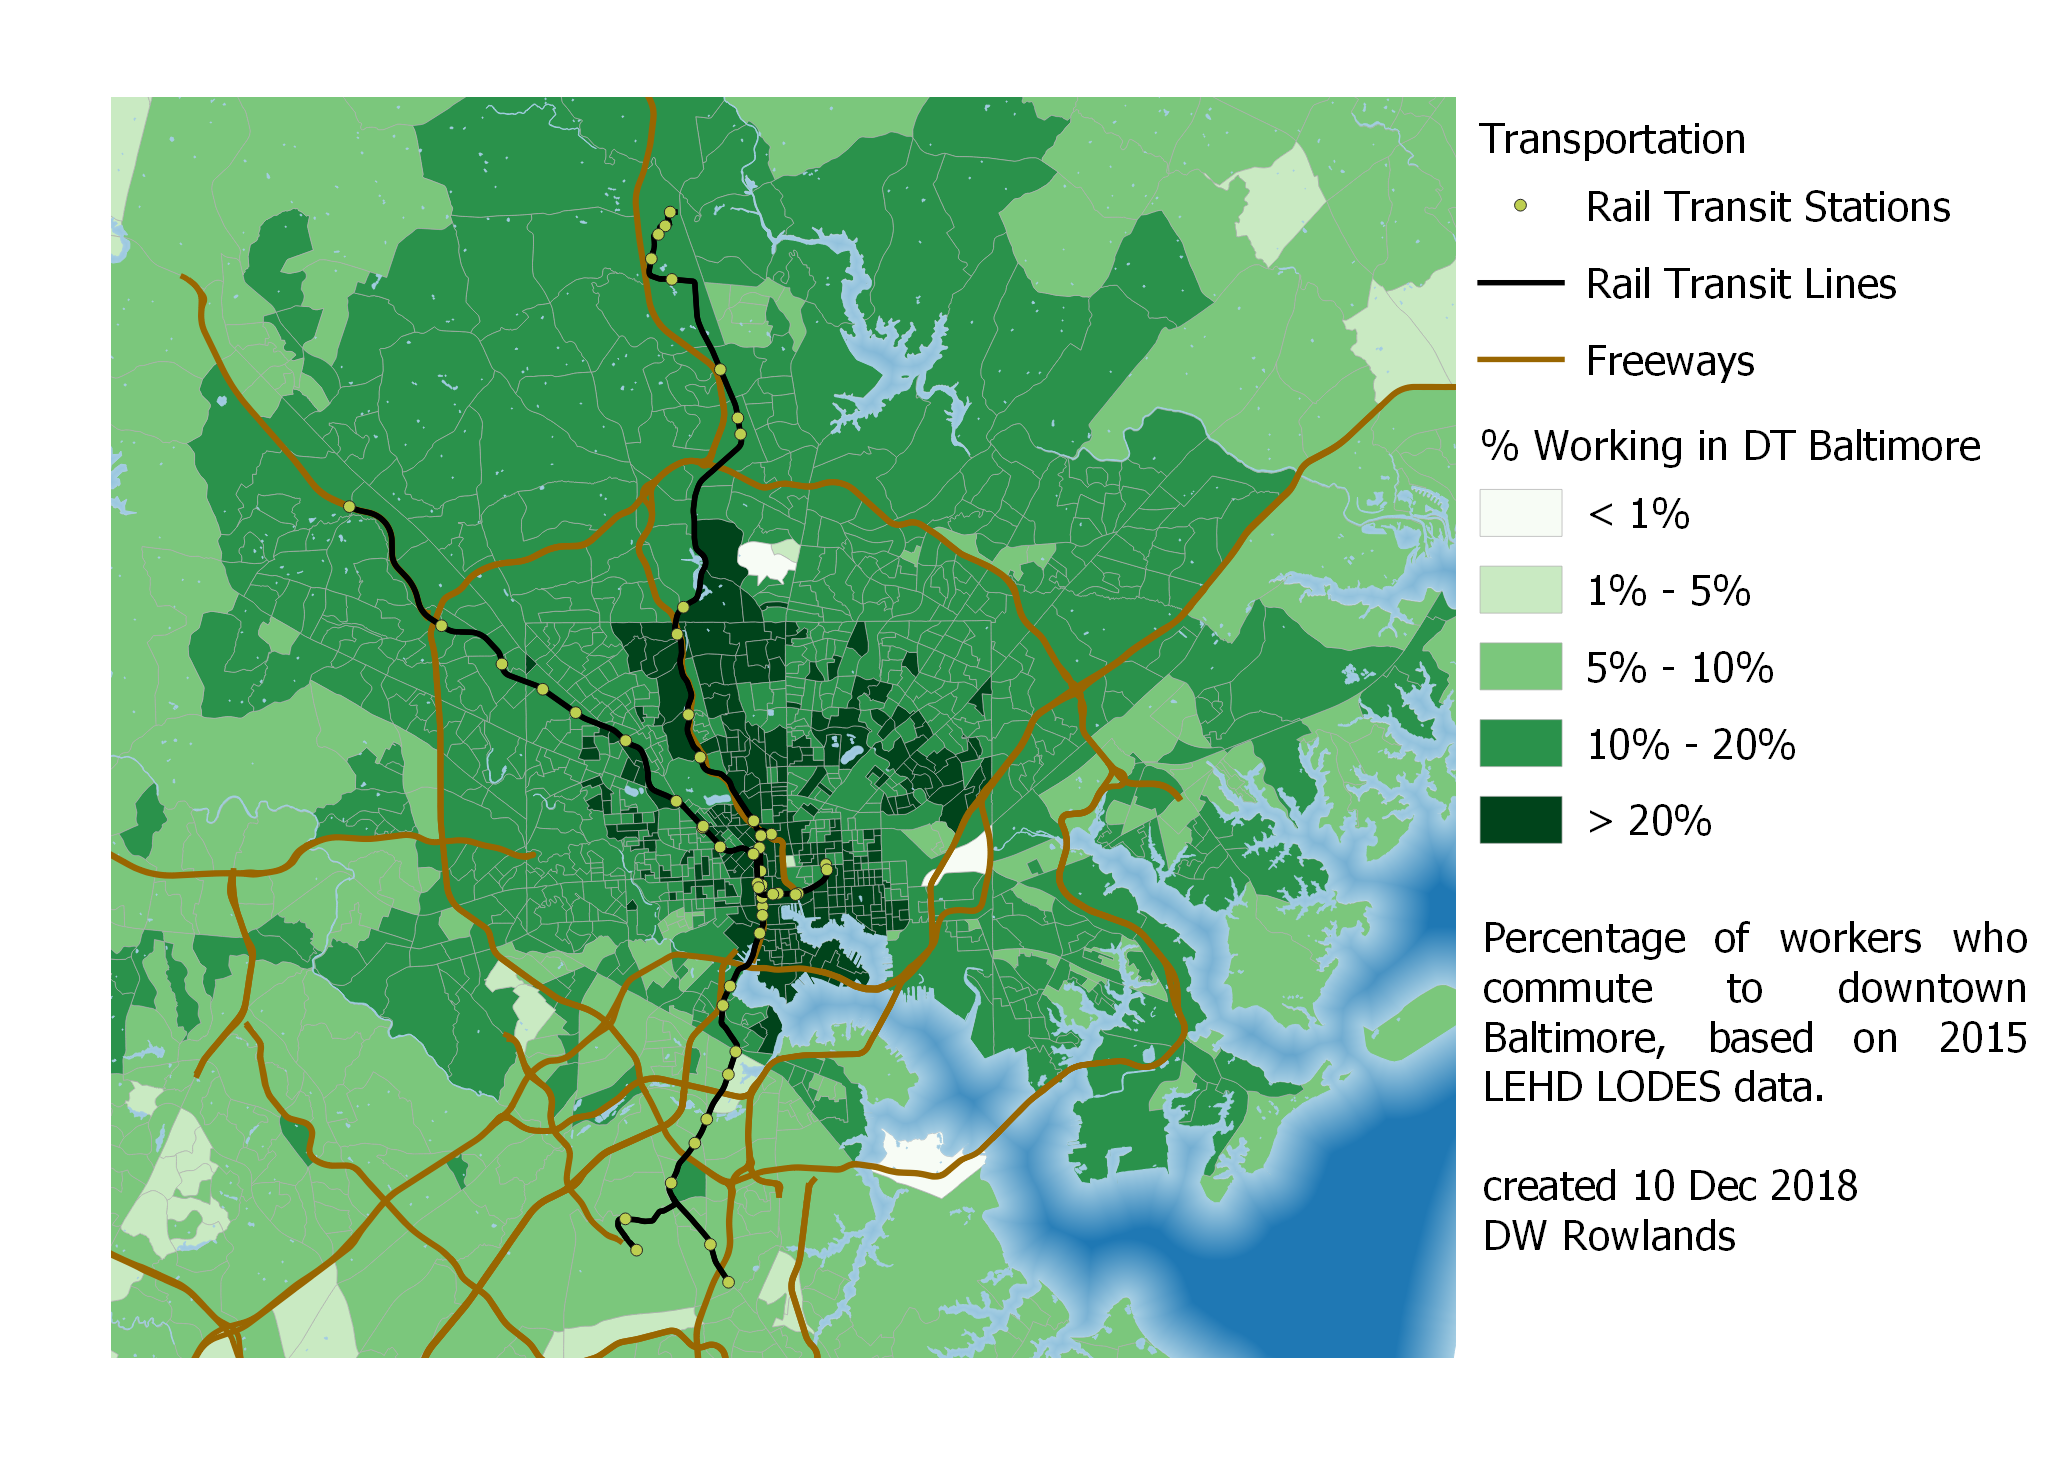 Transportation
Rail Transit Stations
Rail Transit Lines
Freeways
% Working in DT Baltimore
< 1%
1% - 5%
5% - 10%
10% - 20%
> 20%
Percentage of workers who
commute to downtown
Baltimore, based on 2015
LEHD LODES data.
created 10 Dec 2018
DW Rowlands